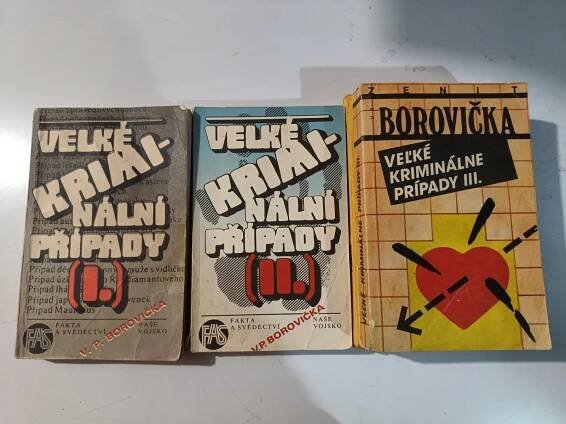 VELKÉ
KRIMI-
NÁLNÍ
PŘÍPADY
(I.)
Případ
Případ
FAS
FAKTA
A SVĚDECTVÍ
NAŠE
VOJSKO
V. P. BOROVIČKA
VELKÉ
KRIMI-
NÁLNÍ
PŘÍPADY
(II.)
FAS
FAKTA
A SVĚDECTVÍ
NAŠE
VOJSKO
V.P. BOROVIČKA
ZENIT
BOROVIČKA
VEĽKÉ
KRIMINÁLNE
PRÍPADY III.
VEĽKÉ KRIMINÁLNE PRÍPADY III.